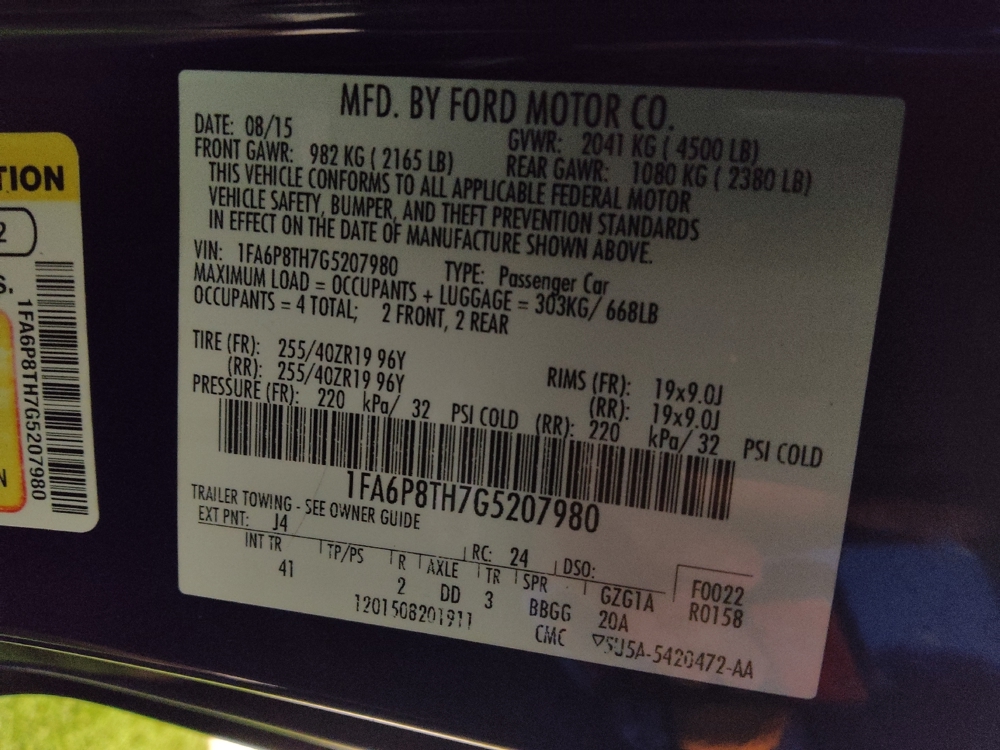 MFD. BY FORD MOTOR CO.
DATE: 08/15 GVWR: 2041 KG ( 4500 LB)
FRONT GAWR: 982 KG ( 2165 LB) REAR GAWR: 1080 KG ( 2380 LB)
THIS VEHICLE CONFORMS TO ALL APPLICABLE FEDERAL MOTOR
VEHICLE SAFETY, BUMPER, AND THEFT PREVENTION STANDARDS
IN EFFECT ON THE DATE OF MANUFACTURE SHOWN ABOVE.
VIN: 1FA6P8TH7G5207980 TYPE: Passenger Car
MAXIMUM LOAD = OCCUPANTS + LUGGAGE = 303KG/ 668LB
OCCUPANTS = 4 TOTAL; 2 FRONT, 2 REAR
TIRE (FR): 255/40ZR19 96Y RIMS (FR): 19x9.0J
(RR): 255/40ZR19 96Y (RR): 19x9.0J
PRESSURE (FR): 220 kPa/ 32 PSI COLD (RR): 220 kPa/ 32 PSI COLD
1FA6P8TH7G5207980
TRAILER TOWING - SEE OWNER GUIDE
EXT PNT: J4 RC: 24 DSO: F0022
INT TR TP/PS R AXLE TR SPR GZG1A R0158
41 2 DD 3 BBGG 20A
1201508201911 CMC 5U5A-5420472-AA
TION
2
S.
1FA6P8TH7G5207980
N